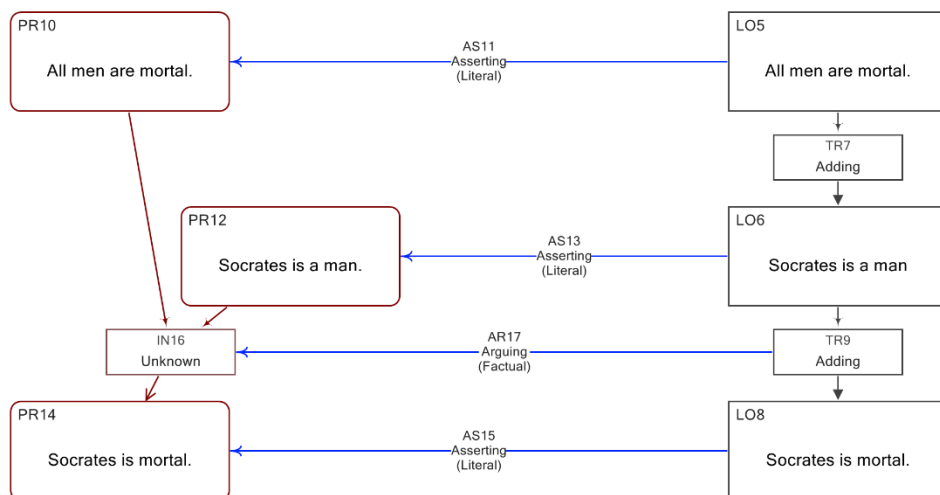 PR10
All men are mortal.
AS11
Asserting
(Literal)
LO5
All men are mortal.
TR7
Adding
PR12
Socrates is a man.
AS13
Asserting
(Literal)
LO6
Socrates is a man
IN16
Unknown
AR17
Arguing
(Factual)
TR9
Adding
PR14
Socrates is mortal.
AS15
Asserting
(Literal)
LO8
Socrates is mortal.